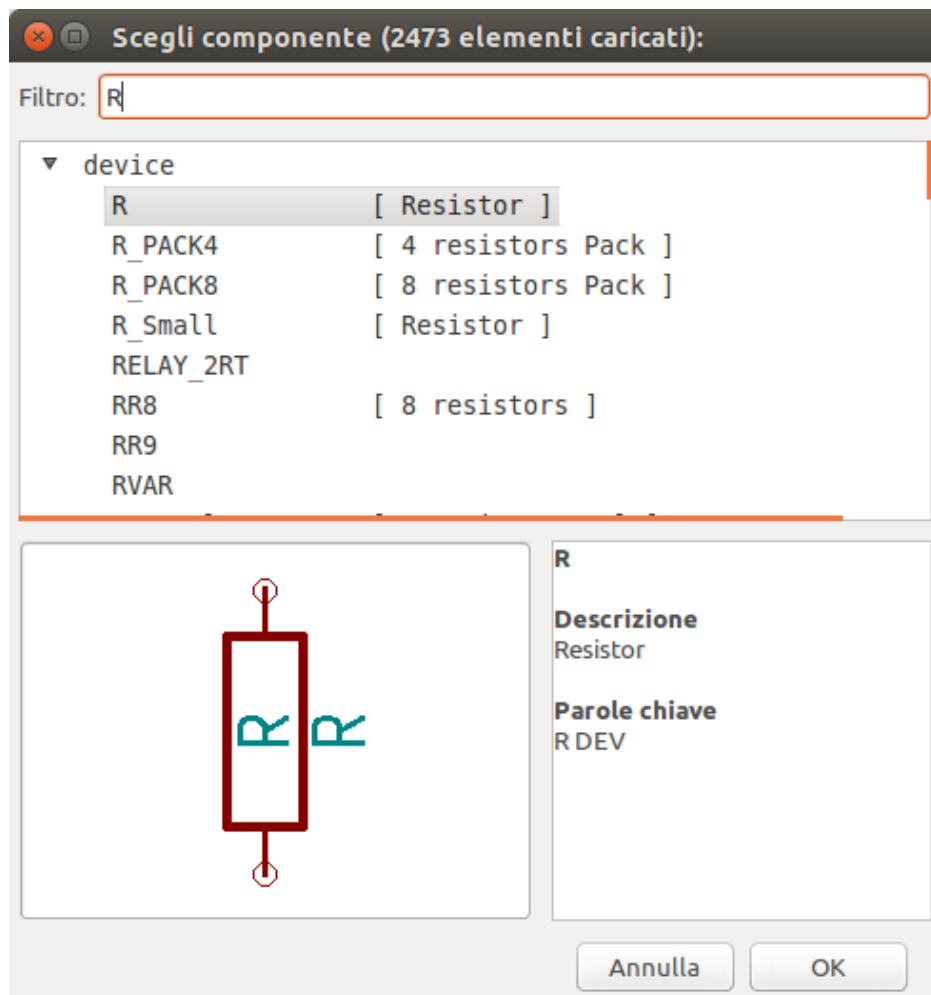 Scegli componente (2473 elementi caricati):
Filtro: R
device
R [ Resistor ]
R_PACK4 [ 4 resistors Pack ]
R_PACK8 [ 8 resistors Pack ]
R_Small [ Resistor ]
RELAY_2RT
RR8 [ 8 resistors ]
RR9
RVAR
R R
R
Descrizione
Resistor
Parole chiave
R DEV
Annulla OK